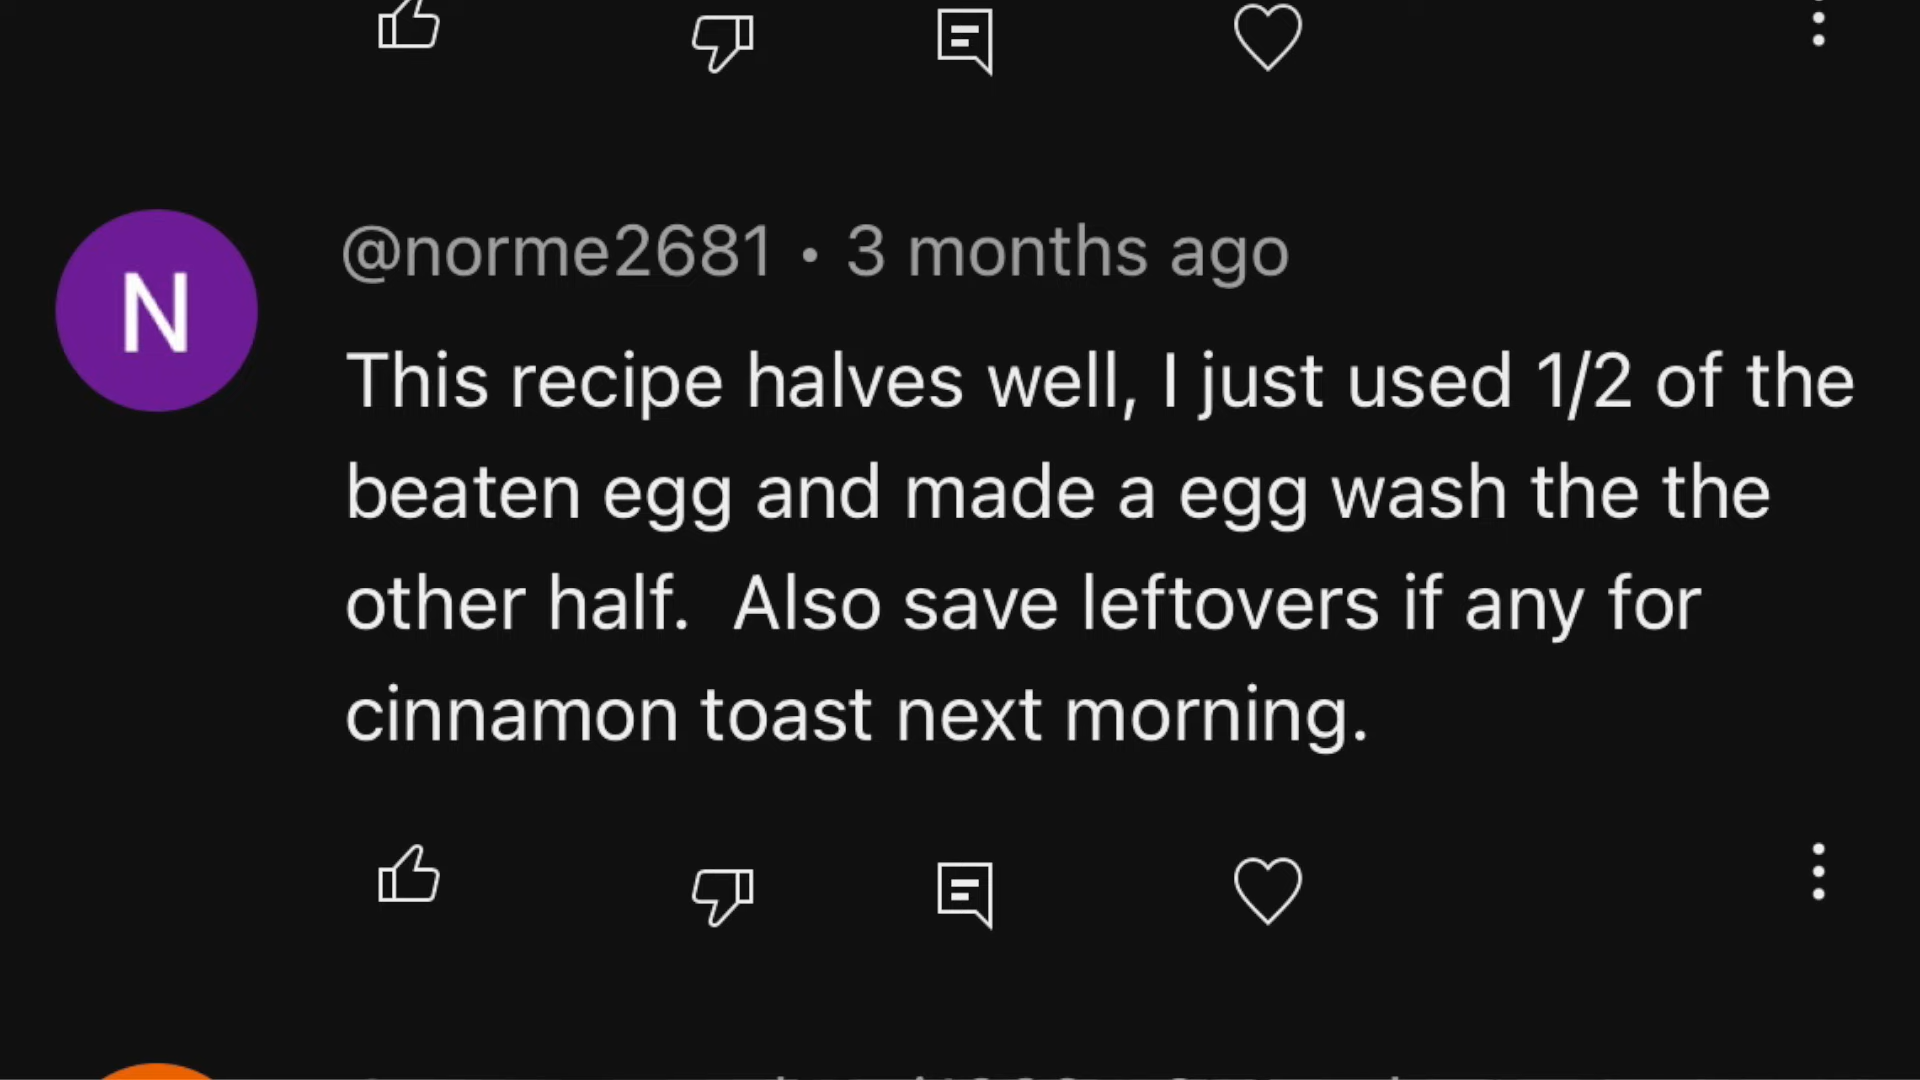 N
@norme2681 • 3 months ago
This recipe halves well, I just used 1/2 of the
beaten egg and made a egg wash the the
other half.  Also save leftovers if any for
cinnamon toast next morning.